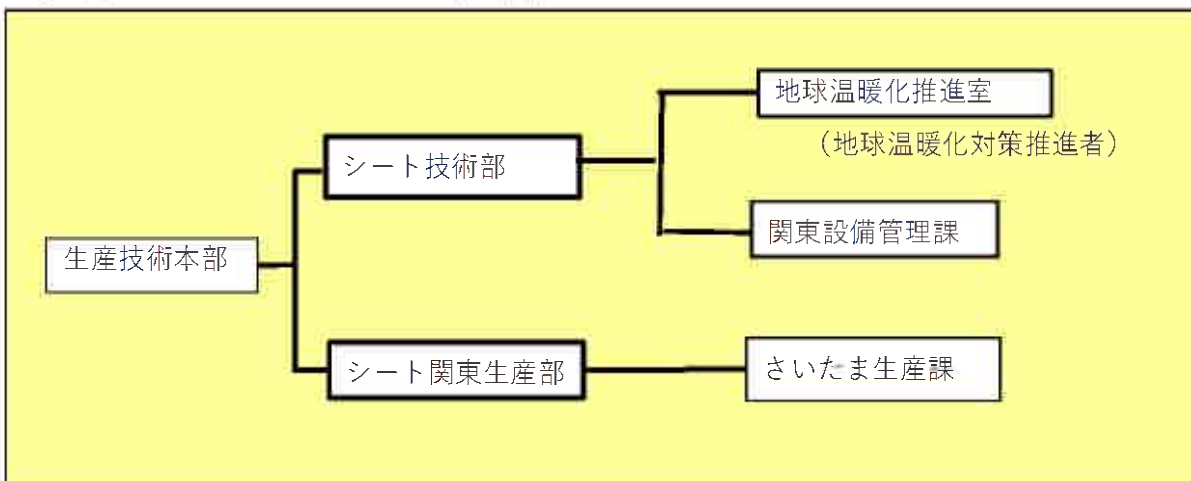 地球温暖化推進室
（地球温暖化対策推進者）
シート技術部
関東設備管理課
生産技術本部
シート関東生産部
さいたま生産課